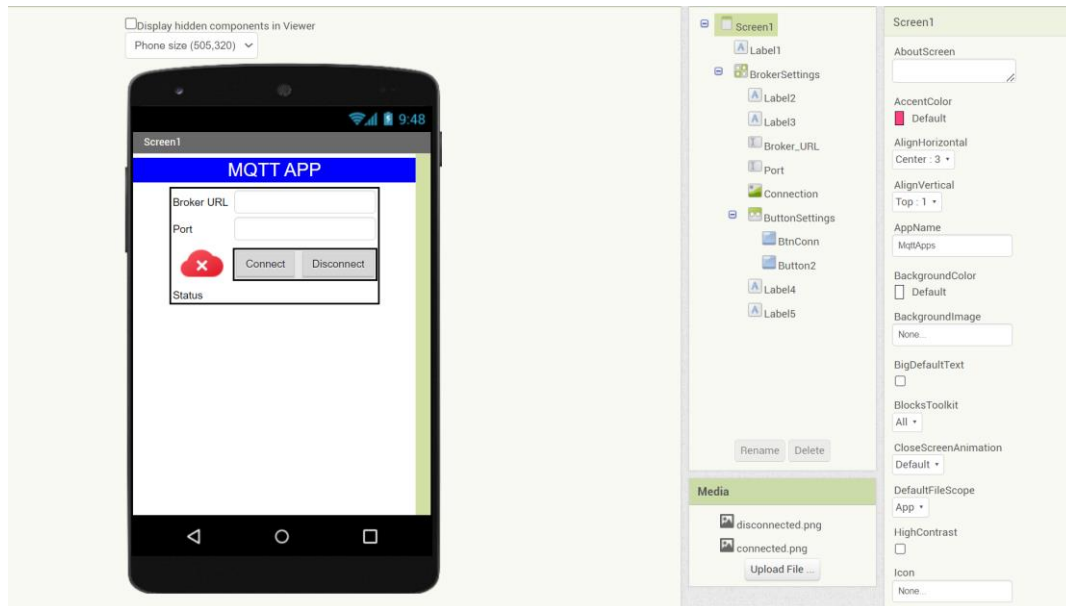 Display hidden components in Viewer
Phone size (505,320)
9:48
Screen1
MQTT APP
Broker URL
Port
Connect
Disconnect
Status
Screen1
Label1
BrokerSettings
Label2
Label3
Broker_URL
Port
Connection
ButtonSettings
BtnConn
Button2
Label4
Label5
Rename
Delete
Media
disconnected.png
connected.png
Upload File ...
Screen1
AboutScreen
AccentColor
Default
AlignHorizontal
Center : 3
AlignVertical
Top : 1
AppName
MqttApps
BackgroundColor
Default
BackgroundImage
None...
BigDefaultText
BlocksToolkit
All
CloseScreenAnimation
Default
DefaultFileScope
App
HighContrast
Icon
None...